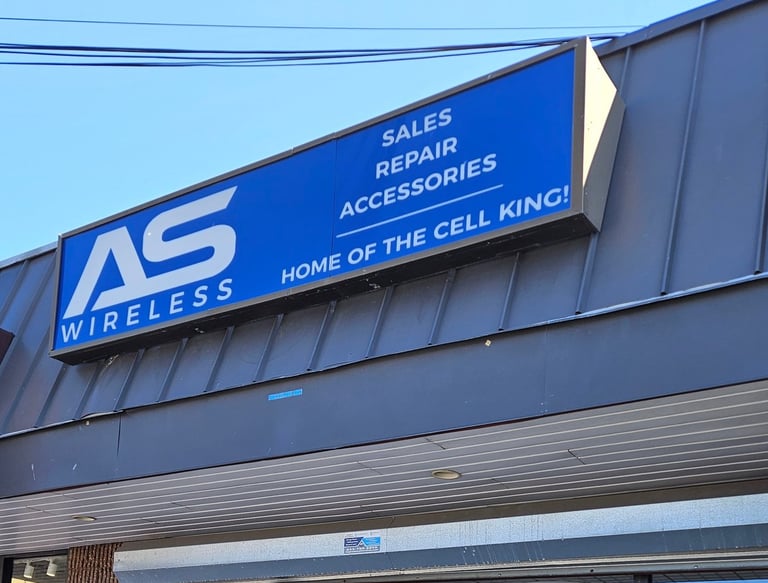 AS
WIRELESS
SALES
REPAIR
ACCESSORIES
HOME OF THE CELL KING!